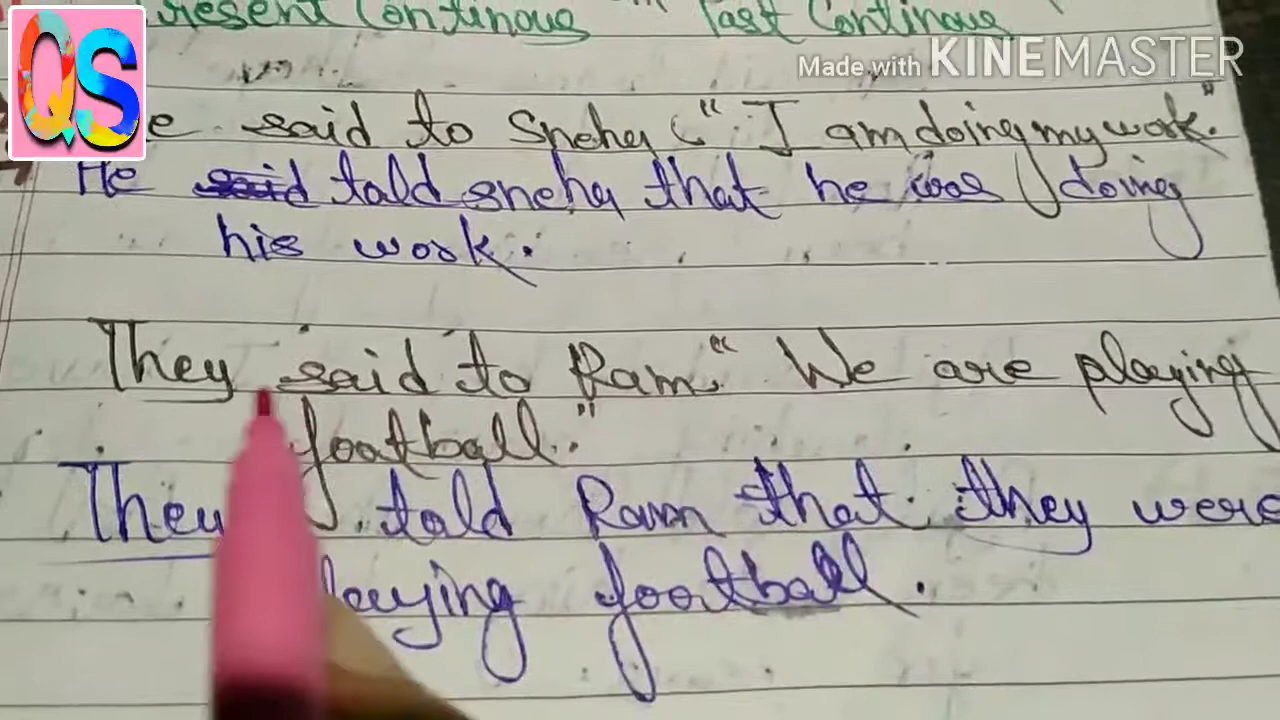 resent Continous Past Continous
Made with KINEMASTER
QS
e said to Sneha, "I am doing my work."
He said told sneha that he was doing
his work.
They said to Ram, "We are playing
football."
They told Ram that they were
laying football.